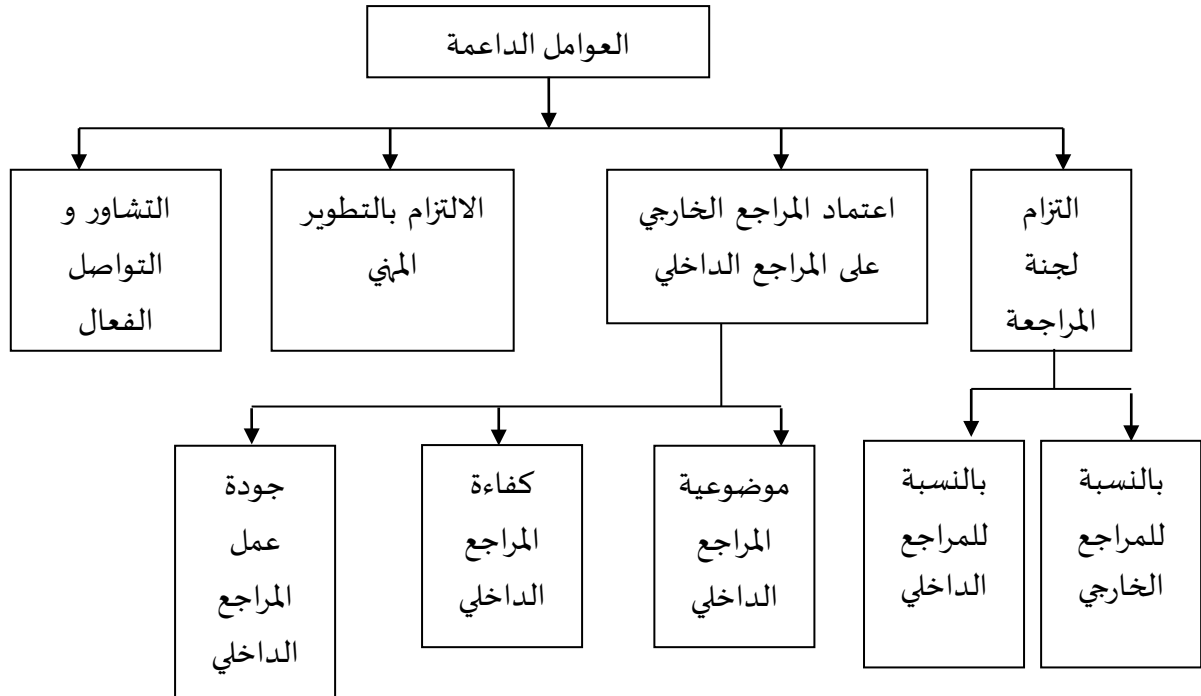 العوامل الداعمة
التزام
لجنة
المراجعة
اعتماد المراجع الخارجي
على المراجع الداخلي
الالتزام بالتطوير
المهني
التشاور و
التواصل
الفعال
بالنسبة
للمراجع
الخارجي
بالنسبة
للمراجع
الداخلي
موضوعية
المراجع
الداخلي
كفاءة
المراجع
الداخلي
جودة
عمل
المراجع
الداخلي